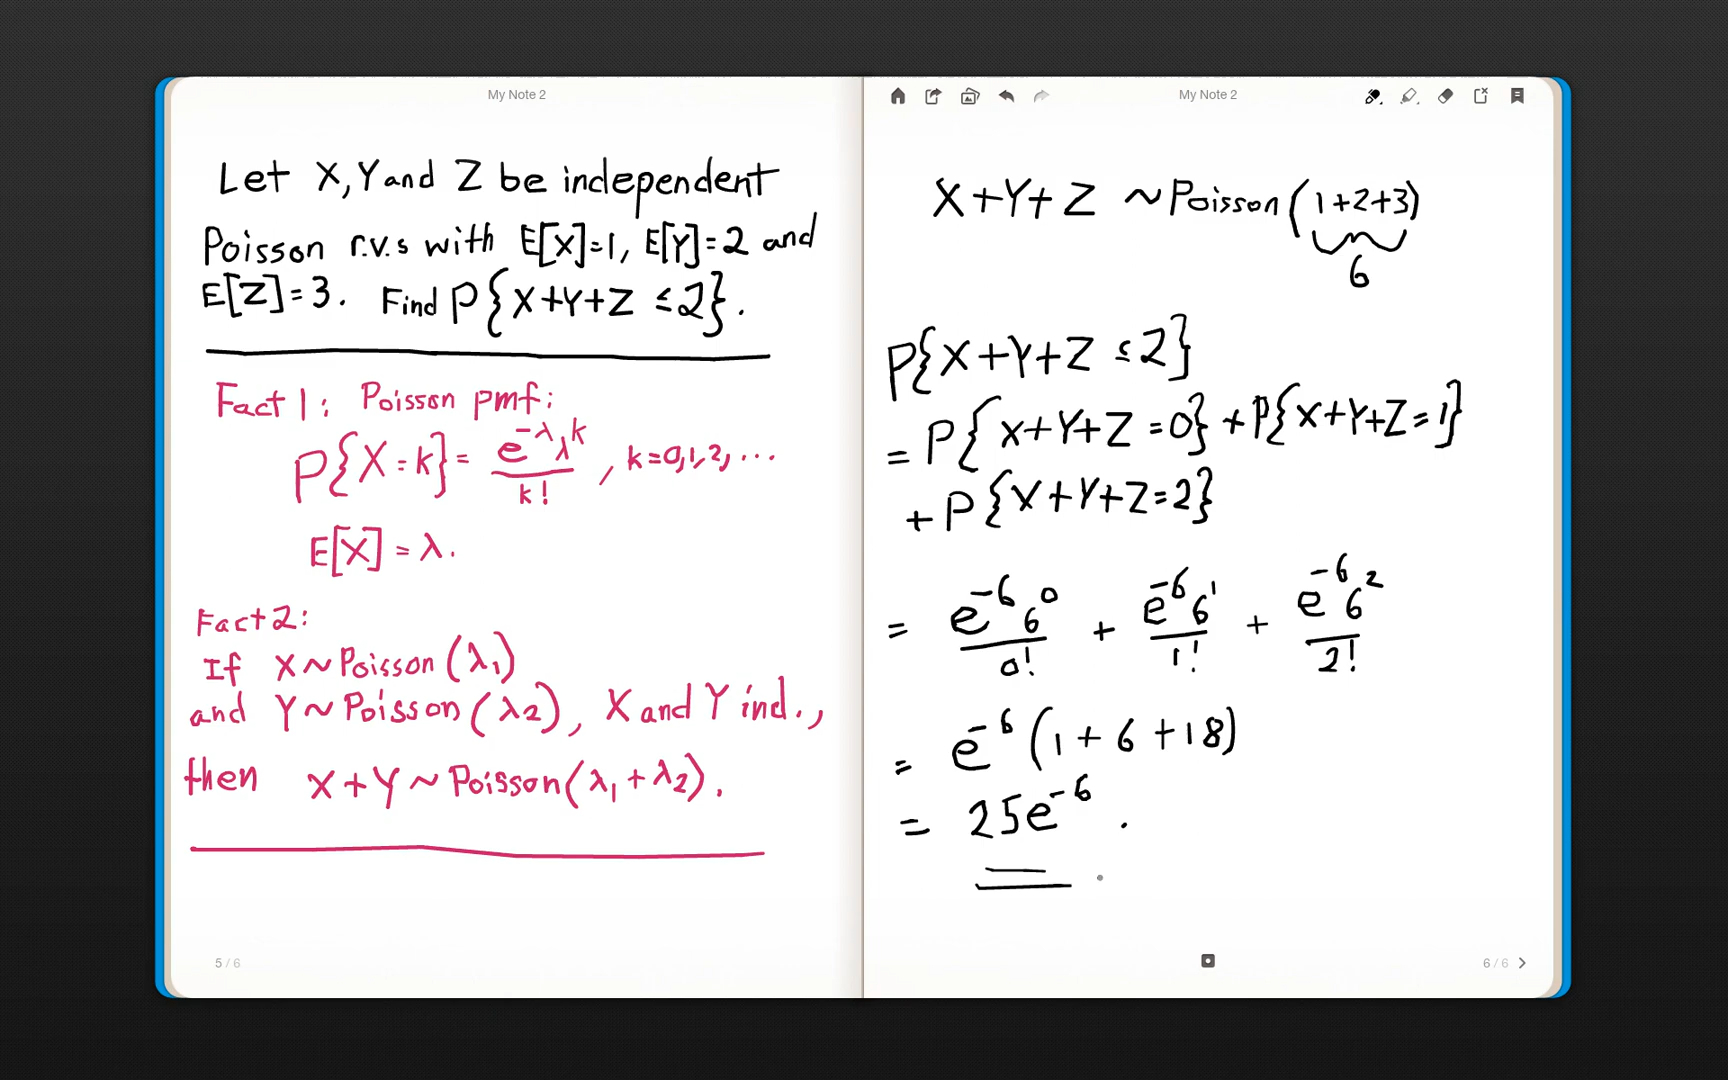 My Note 2
Let X, Y and Z be independent
Poisson r.v.s with E[X]=1, E[Y]=2 and
E[Z]=3. Find P{X+Y+Z ≤2}.
Fact 1: Poisson pmf:
P{X=k} = e^{-λ} λ^k / k! , k=0,1,2,...
E[X] = λ.
Fact 2:
If X~Poisson(λ₁)
and Y~Poisson(λ₂), X and Y ind.,
then X+Y~Poisson(λ₁+λ₂).
5 / 6
My Note 2
X+Y+Z ~Poisson(1+2+3)
6
P{X+Y+Z ≤2}
= P{X+Y+Z=0}+P{X+Y+Z=1}
+P{X+Y+Z=2}
= e^{-6} 6^0 / 0! + e^{-6} 6^1 / 1! + e^{-6} 6^2 / 2!
= e^{-6} (1+6+18)
= 25e^{-6} .
6 / 6